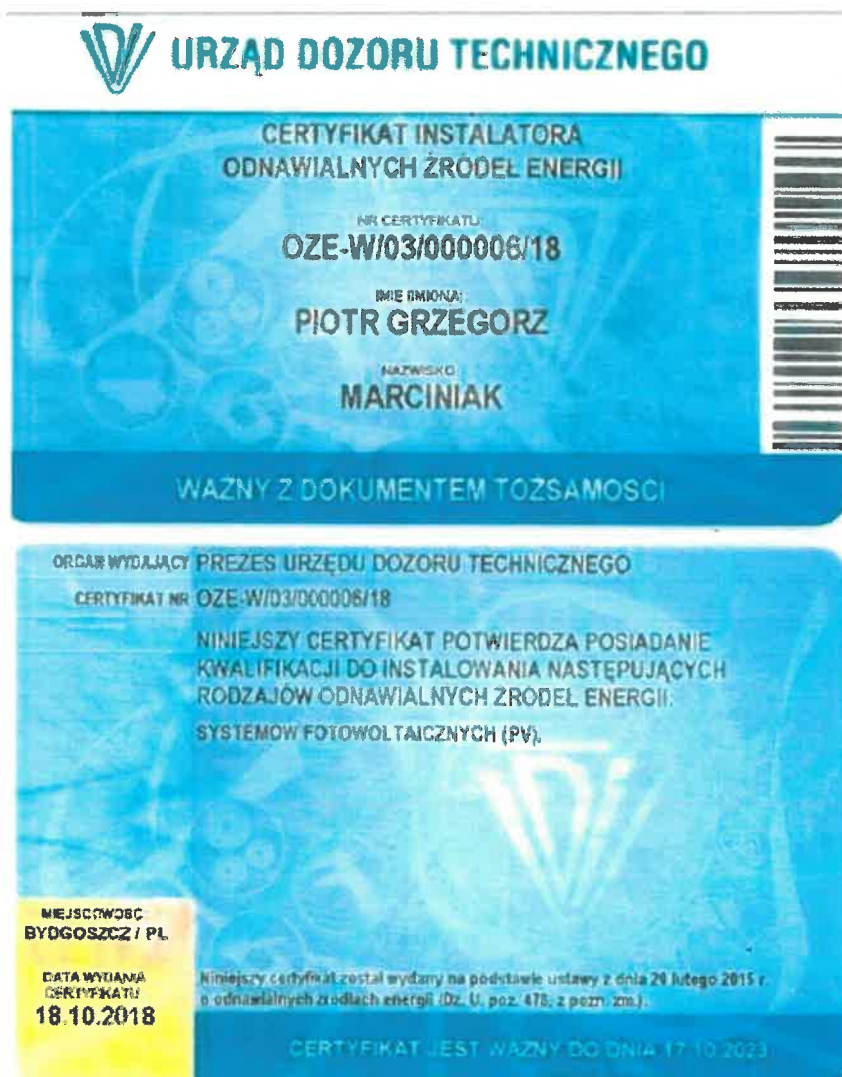 URZĄD DOZORU TECHNICZNEGO
CERTYFIKAT INSTALATORA
ODNAWIALNYCH ŹRÓDEŁ ENERGII
NR CERTYFIKATU:
OZE-W/03/000006/18
IMIĘ IMIONA:
PIOTR GRZEGORZ
NAZWISKO
MARCINIAK
WAŻNY Z DOKUMENTEM TOŻSAMOŚCI
ORGAN WYDAJĄCY PREZES URZĘDU DOZORU TECHNICZNEGO
CERTYFIKAT NR OZE-W/03/000006/18
NINIEJSZY CERTYFIKAT POTWIERDZA POSIADANIE
KWALIFIKACJI DO INSTALOWANIA NASTĘPUJĄCYCH
RODZAJÓW ODNAWIALNYCH ŹRÓDEŁ ENERGII:
SYSTEMÓW FOTOWOLTAICZNYCH (PV).
MIEJSCOWOŚĆ
BYDGOSZCZ / PL
DATA WYDANIA
CERTYFIKATU
18.10.2018
Niniejszy certyfikat został wydany na podstawie ustawy z dnia 20 lutego 2015 r.
o odnawialnych źródłach energii (Dz. U. poz. 478, z późn. zm.).
CERTYFIKAT JEST WAŻNY DO DNIA 17.10.2023